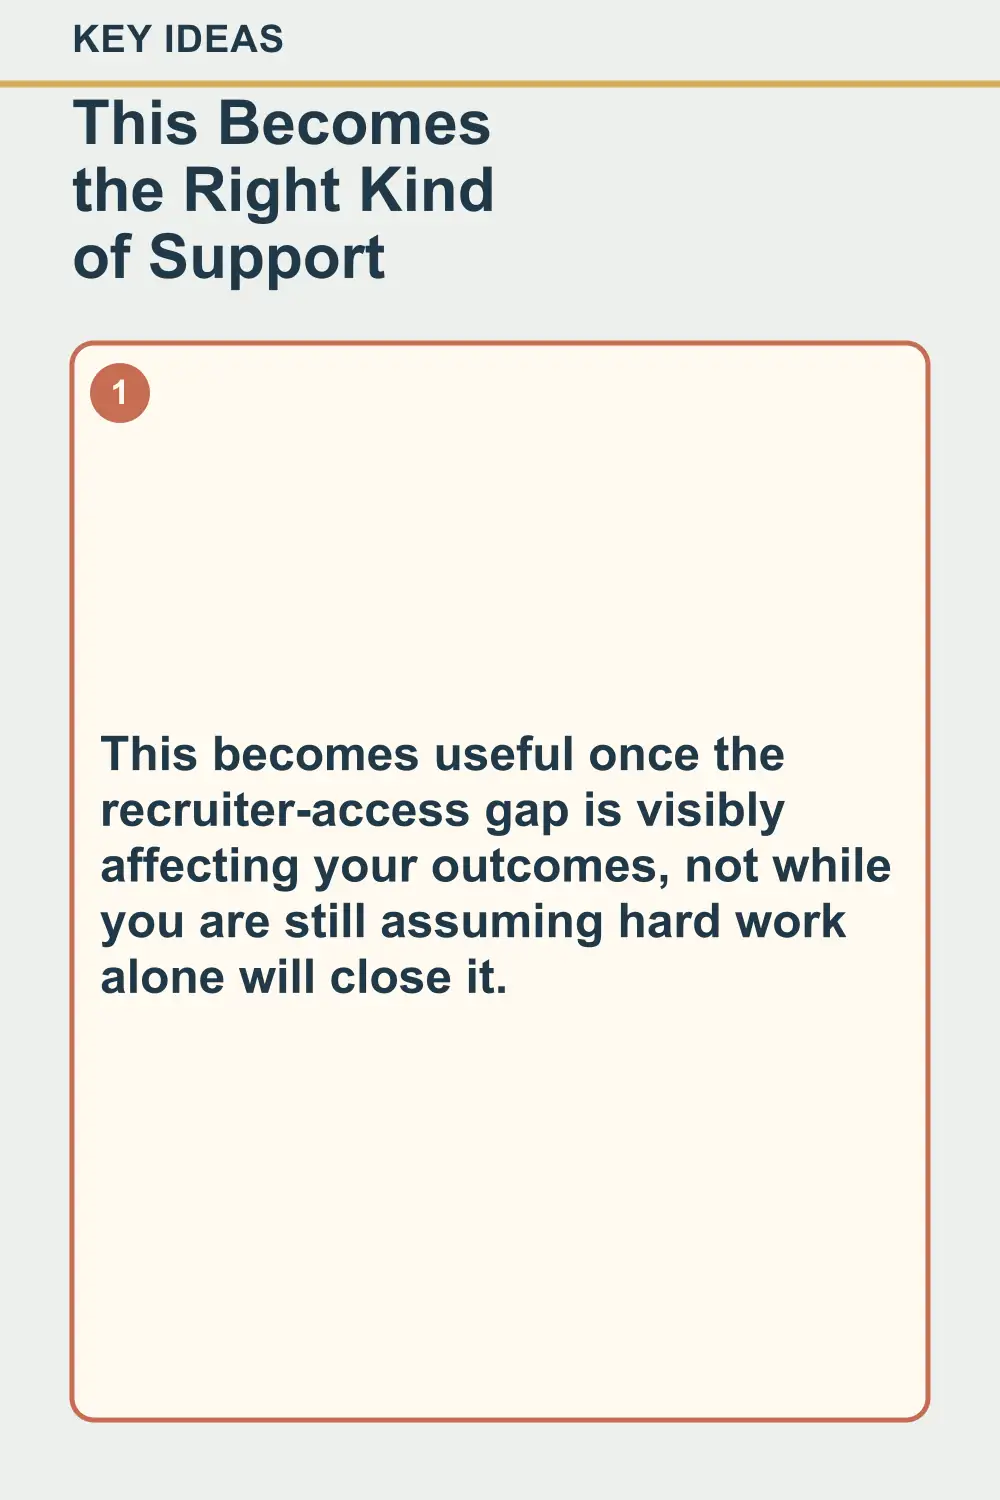 KEY IDEAS
This Becomes
the Right Kind
of Support
1
This becomes useful once the
recruiter-access gap is visibly
affecting your outcomes, not while
you are still assuming hard work
alone will close it.